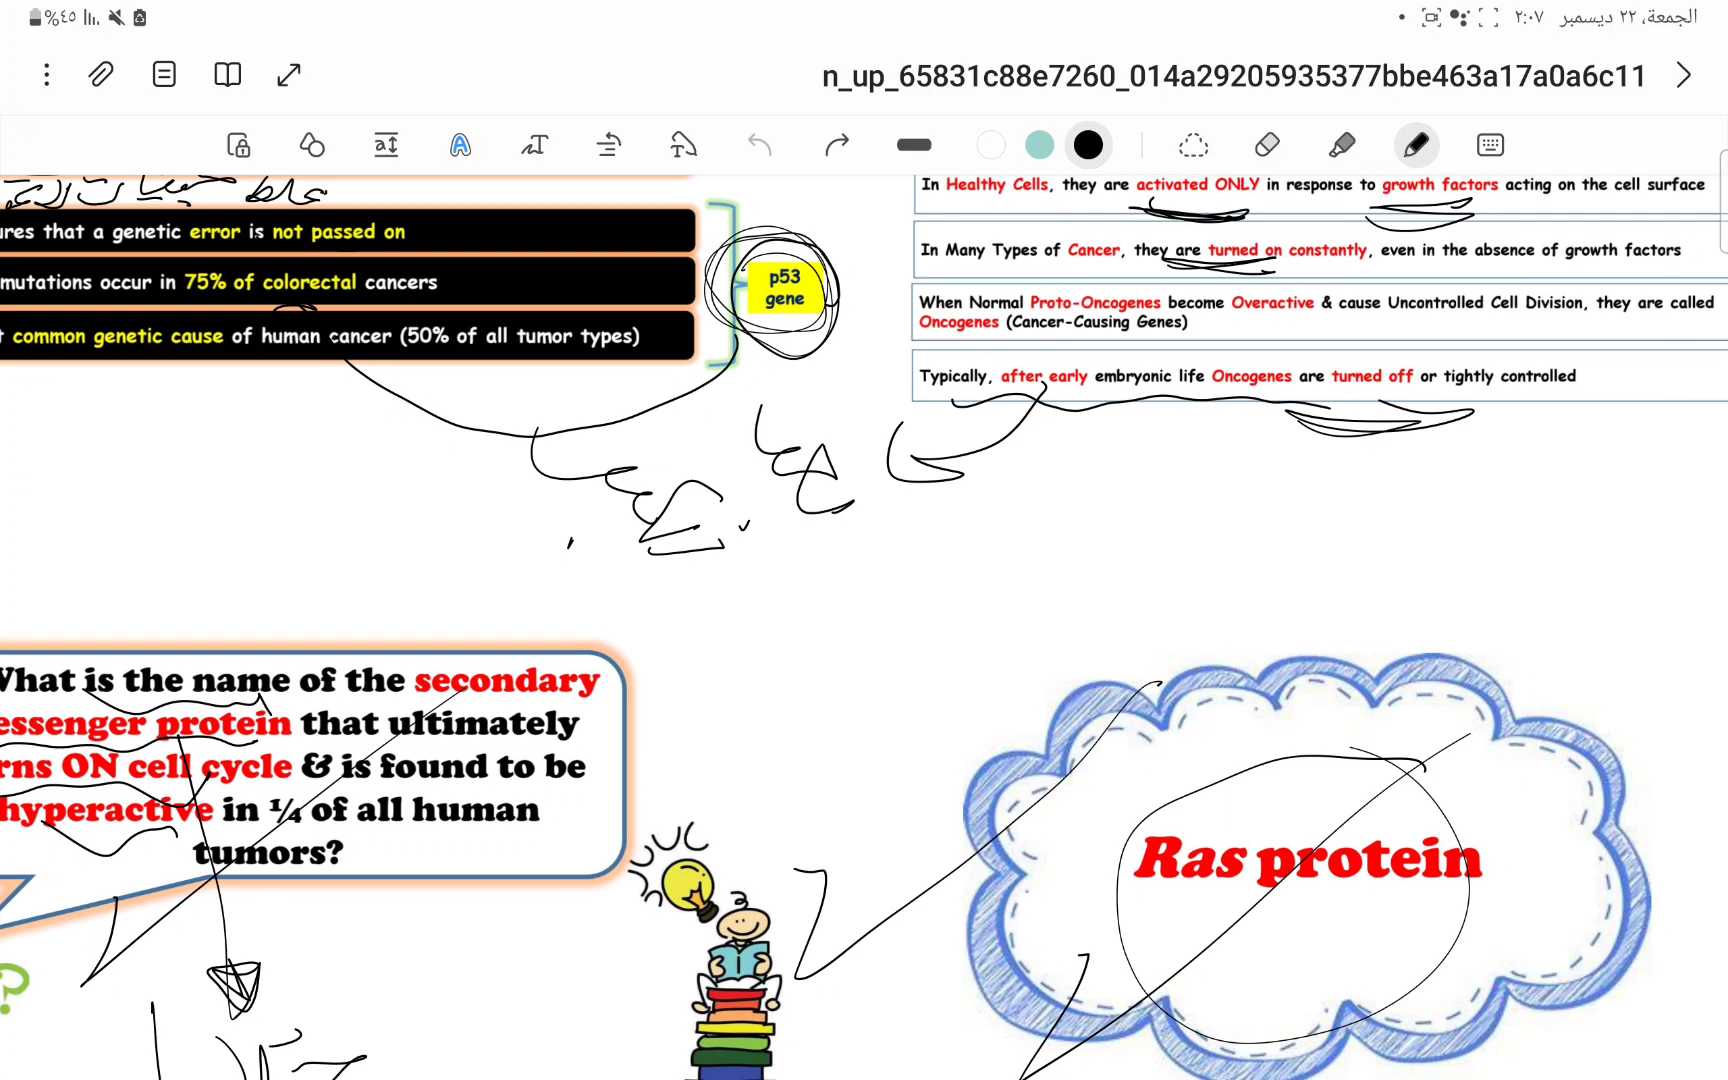 %٤٥
الجمعة، ٢٢ ديسمبر ٢:٠٧
n_up_65831c88e7260_014a29205935377bbe463a17a0a6c11
ures that a genetic error is not passed on
mutations occur in 75% of colorectal cancers
t common genetic cause of human cancer (50% of all tumor types)
p53
gene
In Healthy Cells, they are activated ONLY in response to growth factors acting on the cell surface
In Many Types of Cancer, they are turned on constantly, even in the absence of growth factors
When Normal Proto-Oncogenes become Overactive & cause Uncontrolled Cell Division, they are called
Oncogenes (Cancer-Causing Genes)
Typically, after early embryonic life Oncogenes are turned off or tightly controlled
What is the name of the secondary
essenger protein that ultimately
rns ON cell cycle & is found to be
hyperactive in ¼ of all human
tumors?
?
Ras protein